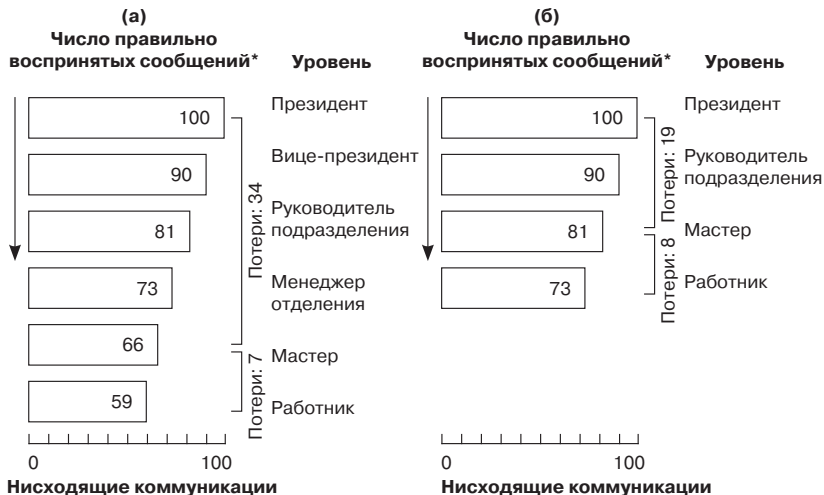 (а)
Число правильно
воспринятых сообщений*
Уровень
100
Президент
90
Вице-президент
81
Руководитель
подразделения
73
Менеджер
отделения
66
Мастер
59
Работник
Потери: 34
Потери: 7
0
100
Нисходящие коммуникации
(б)
Число правильно
воспринятых сообщений*
Уровень
100
Президент
90
Руководитель
подразделения
81
Мастер
73
Работник
Потери: 19
Потери: 8
0
100
Нисходящие коммуникации